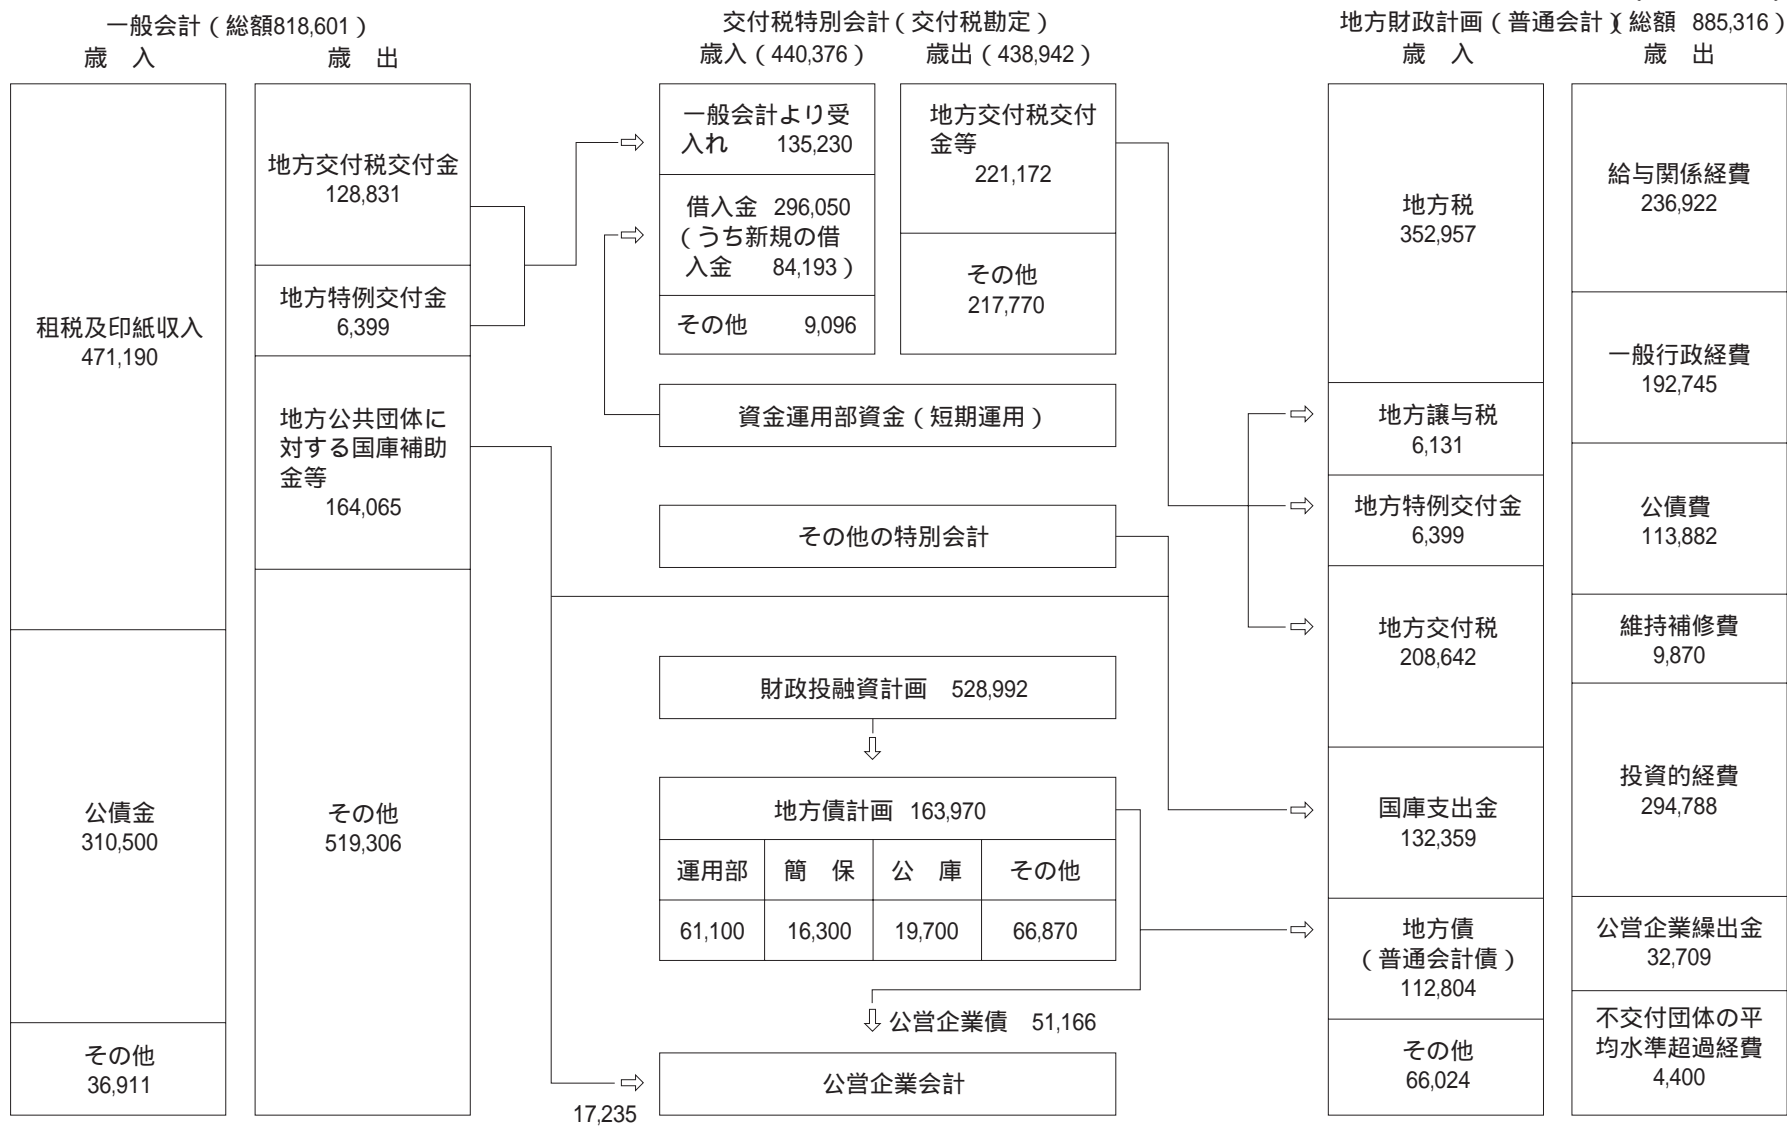 一般会計（総額818,601）
歳　入
歳　出
租税及印紙収入
471,190
公債金
310,500
その他
36,911
地方交付税交付金
128,831
地方特例交付金
6,399
地方公共団体に
対する国庫補助
金等
164,065
その他
519,306
交付税特別会計（交付税勘定）
歳入（440,376）
歳出（438,942）
一般会計より受
入れ　135,230
借入金　296,050
（うち新規の借
入金　84,193）
その他　9,096
地方交付税交付
金等
221,172
その他
217,770
資金運用部資金（短期運用）
その他の特別会計
財政投融資計画　528,992
地方債計画　163,970
運用部　簡　保　公　庫　その他
61,100　16,300　19,700　66,870
公営企業債　51,166
公営企業会計
17,235
地方財政計画（普通会計）（総額　885,316）
歳　入
歳　出
地方税
352,957
地方譲与税
6,131
地方特例交付金
6,399
地方交付税
208,642
国庫支出金
132,359
地方債
（普通会計債）
112,804
その他
66,024
給与関係経費
236,922
一般行政経費
192,745
公債費
113,882
維持補修費
9,870
投資的経費
294,788
公営企業繰出金
32,709
不交付団体の平
均水準超過経費
4,400